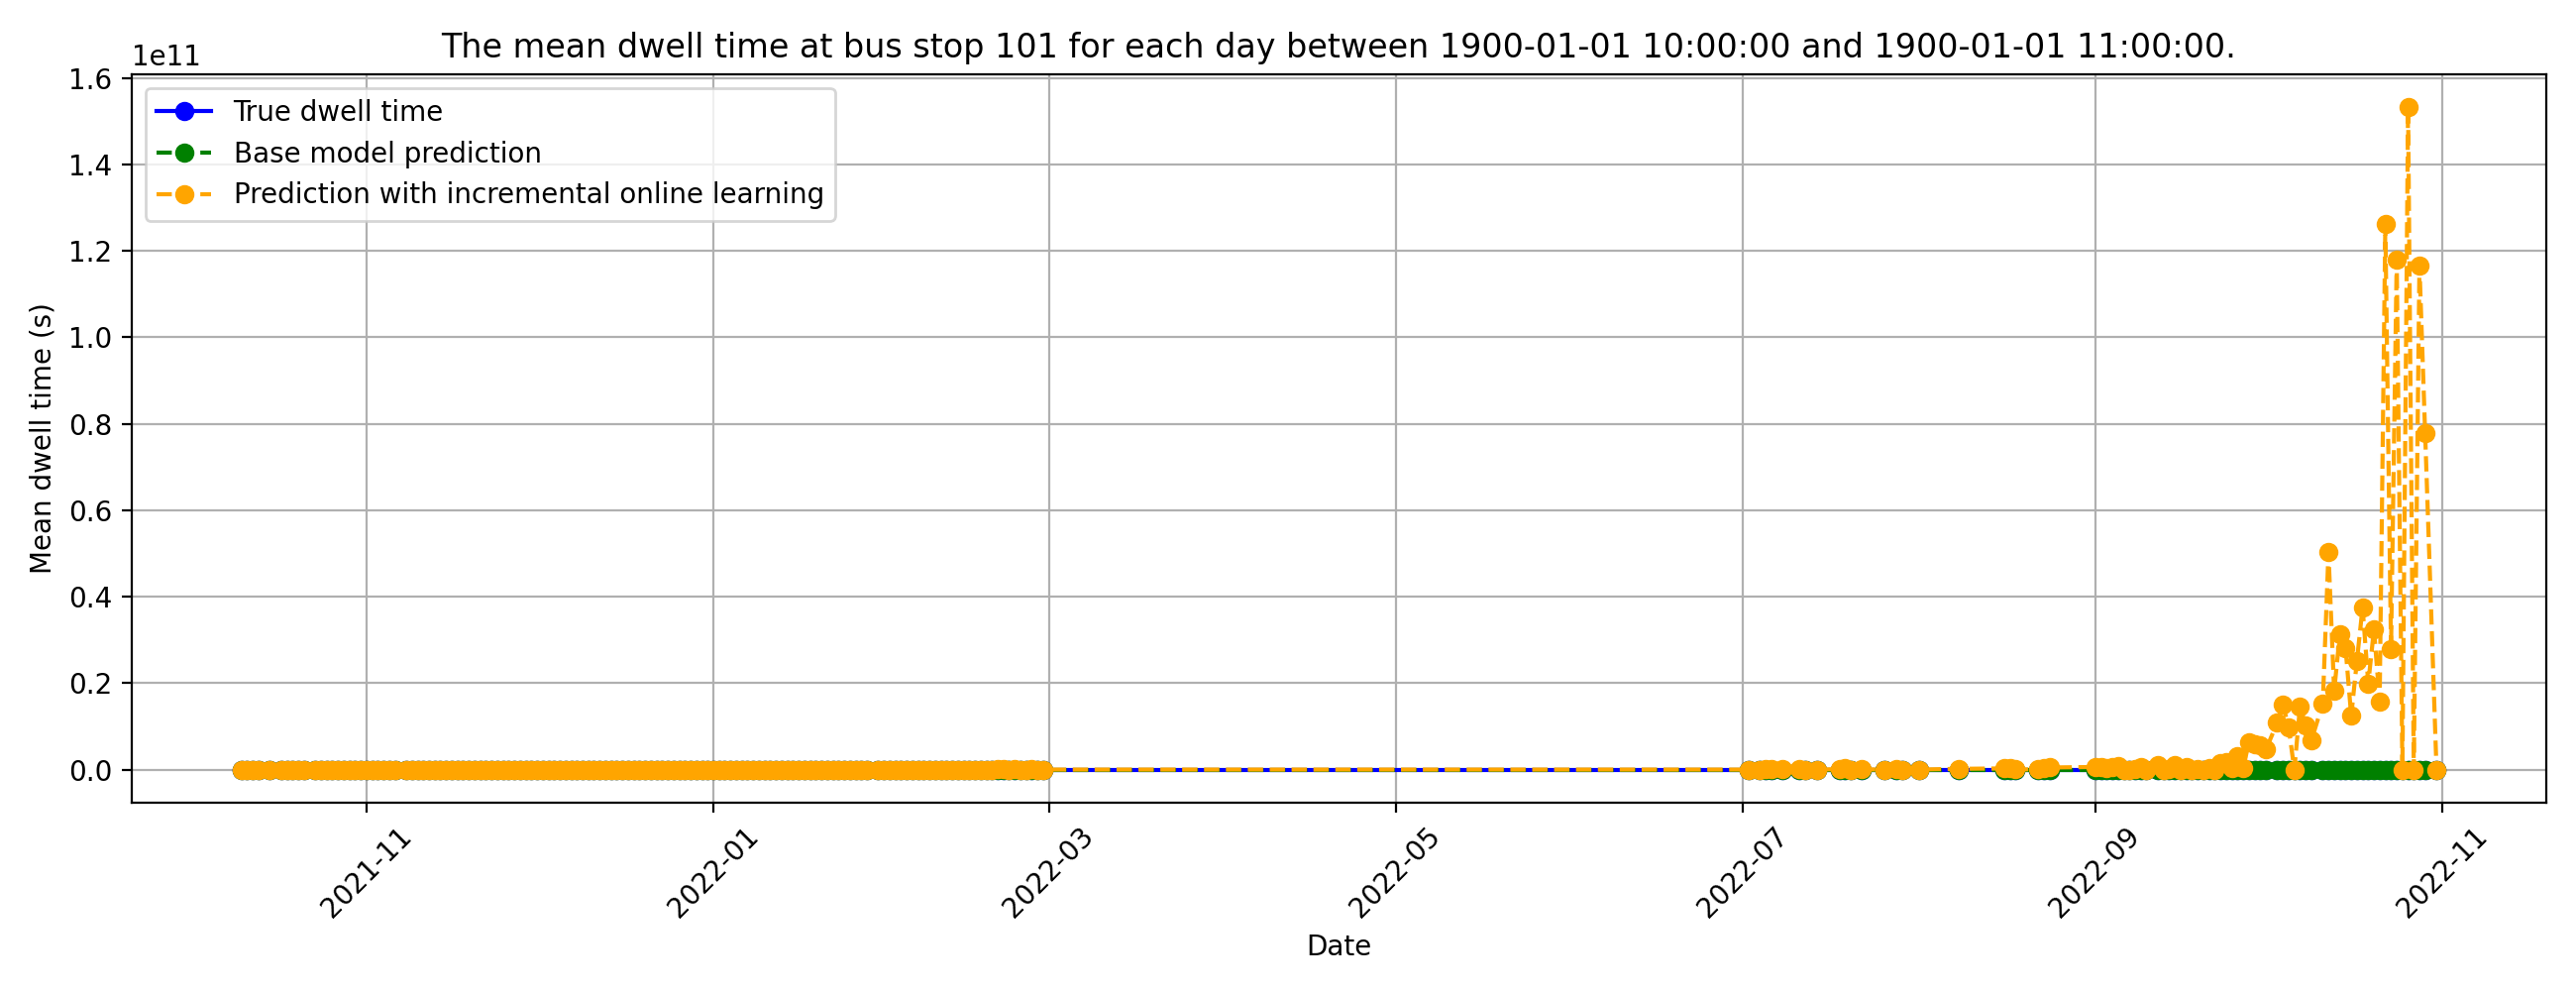 The mean dwell time at bus stop 101 for each day between 1900-01-01 10:00:00 and 1900-01-01 11:00:00.
1e11
1.6
1.4
1.2
1.0
0.8
0.6
0.4
0.2
0.0
Mean dwell time (s)
True dwell time
Base model prediction
Prediction with incremental online learning
2021-11
2022-01
2022-03
2022-05
2022-07
2022-09
2022-11
Date